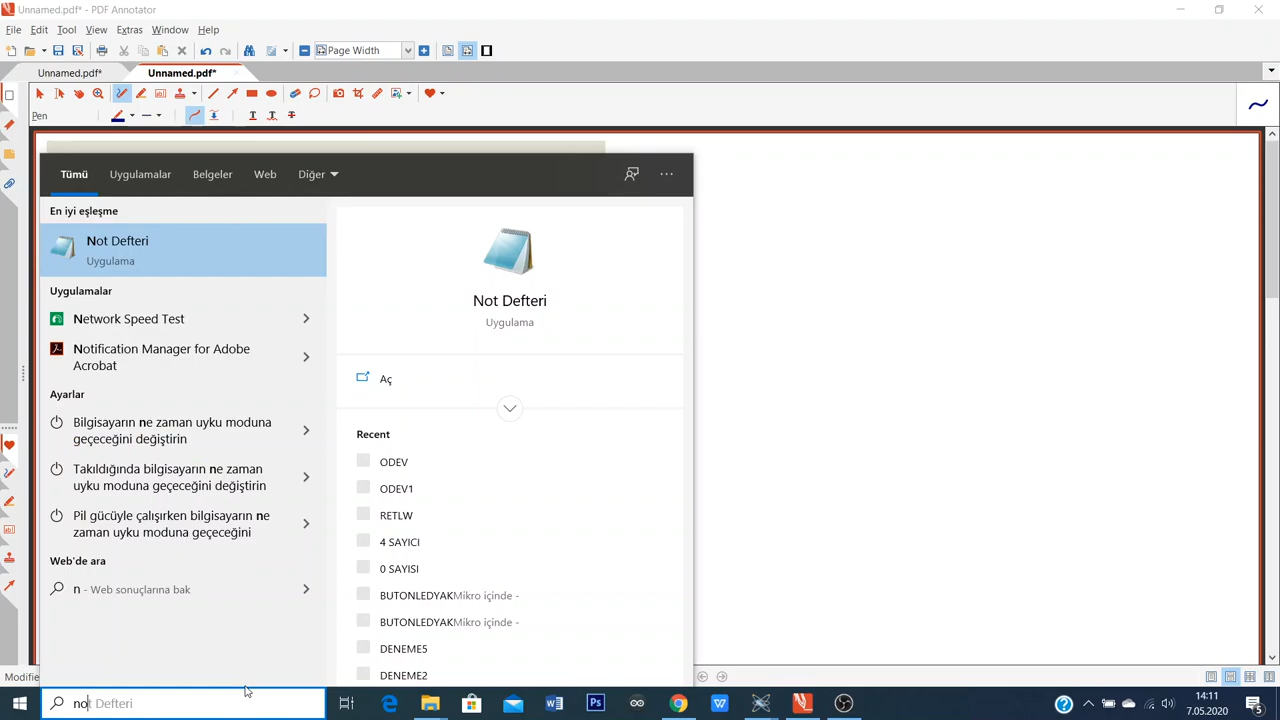 Unnamed.pdf* - PDF Annotator
File Edit Tool View Extras Window Help
Page Width
Unnamed.pdf* Unnamed.pdf*
Pen
Tümü Uygulamalar Belgeler Web Diğer
En iyi eşleşme
Not Defteri
Uygulama
Uygulamalar
Network Speed Test
Notification Manager for Adobe
Acrobat
Ayarlar
Bilgisayarın ne zaman uyku moduna
geçeceğini değiştirin
Takıldığında bilgisayarın ne zaman
uyku moduna geçeceğini değiştirin
Pil gücüyle çalışırken bilgisayarın ne
zaman uyku moduna geçeceğini
Web'de ara
n - Web sonuçlarına bak
Not Defteri
Uygulama
Aç
Recent
ODEV
ODEV1
RETLW
4 SAYICI
0 SAYISI
BUTONLEDYAK Mikro içinde -
BUTONLEDYAK Mikro içinde -
DENEME5
DENEME2
Modifie
not Defteri
14:11
7.05.2020